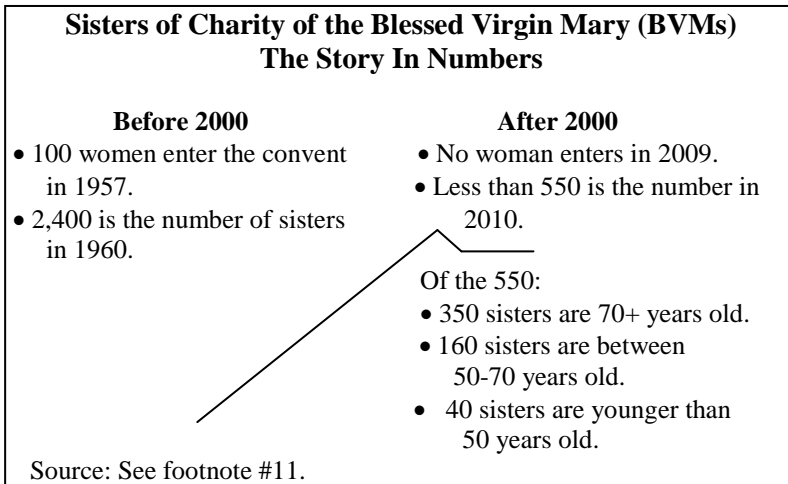 Sisters of Charity of the Blessed Virgin Mary (BVMs)
The Story In Numbers
Before 2000
• 100 women enter the convent
in 1957.
• 2,400 is the number of sisters
in 1960.
After 2000
• No woman enters in 2009.
• Less than 550 is the number in
2010.
Of the 550:
• 350 sisters are 70+ years old.
• 160 sisters are between
50-70 years old.
• 40 sisters are younger than
50 years old.
Source: See footnote #11.